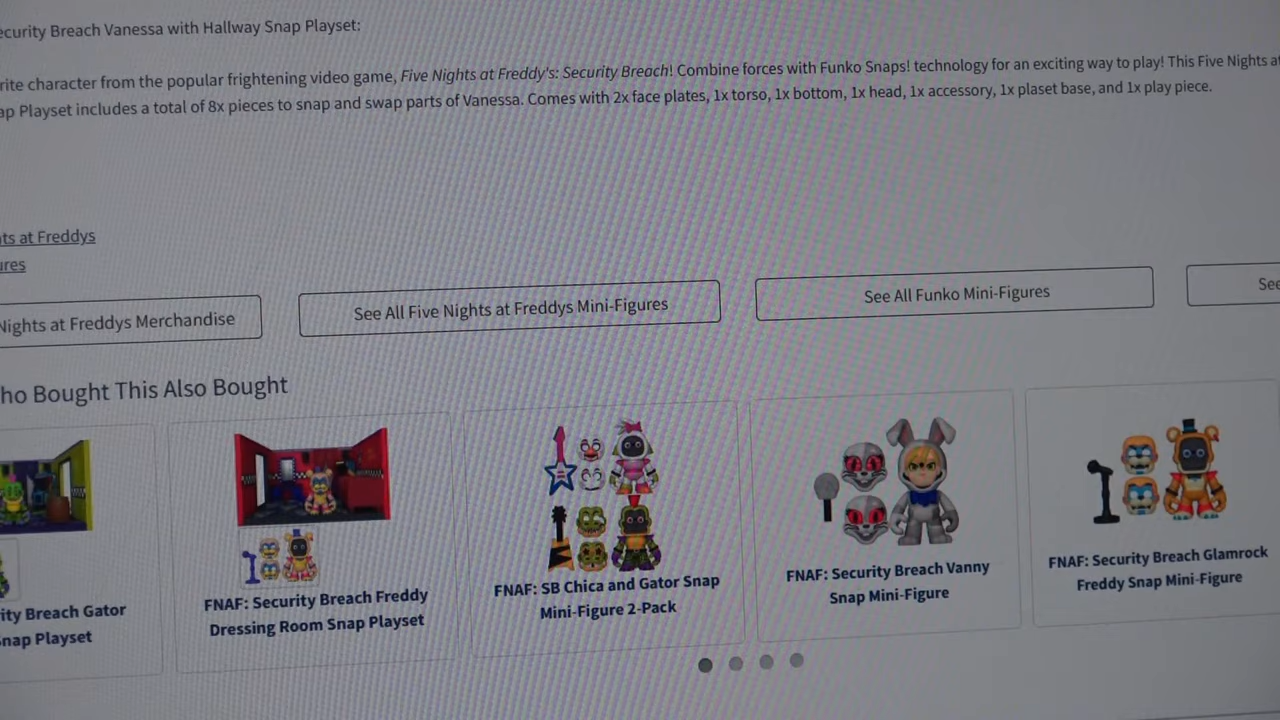 ecurity Breach Vanessa with Hallway Snap Playset:
rite character from the popular frightening video game, Five Nights at Freddy's: Security Breach! Combine forces with Funko Snaps! technology for an exciting way to play! This Five Nights at
ap Playset includes a total of 8x pieces to snap and swap parts of Vanessa. Comes with 2x face plates, 1x torso, 1x bottom, 1x head, 1x accessory, 1x plaset base, and 1x play piece.
ts at Freddys
ures
Nights at Freddys Merchandise
See All Five Nights at Freddys Mini-Figures
See All Funko Mini-Figures
See
ho Bought This Also Bought
ity Breach Gator
nap Playset
FNAF: Security Breach Freddy
Dressing Room Snap Playset
FNAF: SB Chica and Gator Snap
Mini-Figure 2-Pack
FNAF: Security Breach Vanny
Snap Mini-Figure
FNAF: Security Breach Glamrock
Freddy Snap Mini-Figure